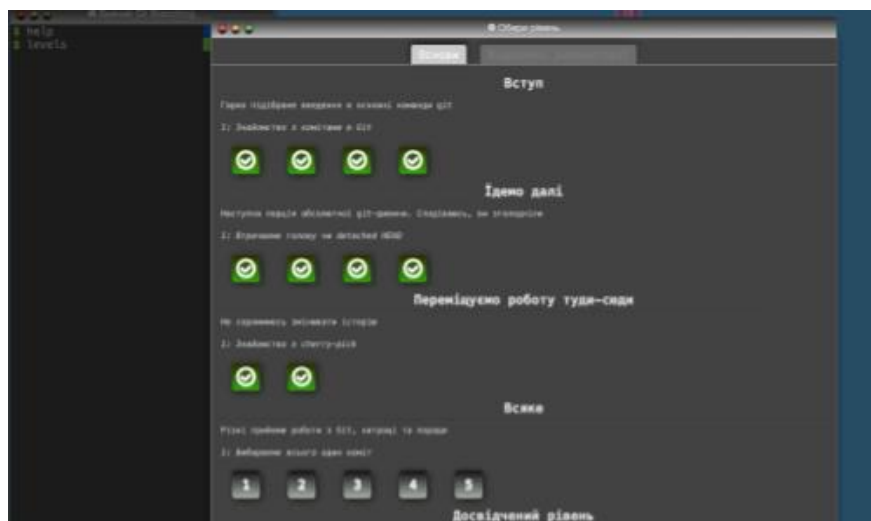 $ help
$ levels
Обери рівень
Основи
Вступ
Гарно підібране введення в основні команди git
1: Знайомство з комітами в Git
Їдемо далі
Наступна порція абсолютної git-..., Сподіваюсь, ви зголодніли
1: Втрачаємо голову чи detached HEAD
Переміщуємо роботу туди-сюди
Не соромимось змінювати історію
1: Знайомство з cherry-pick
Всяке
Різні прийоми роботи з Git, хитрощі та поради
1: Вибираємо всього один коміт
1 2 3 4 5
Досвідчений рівень